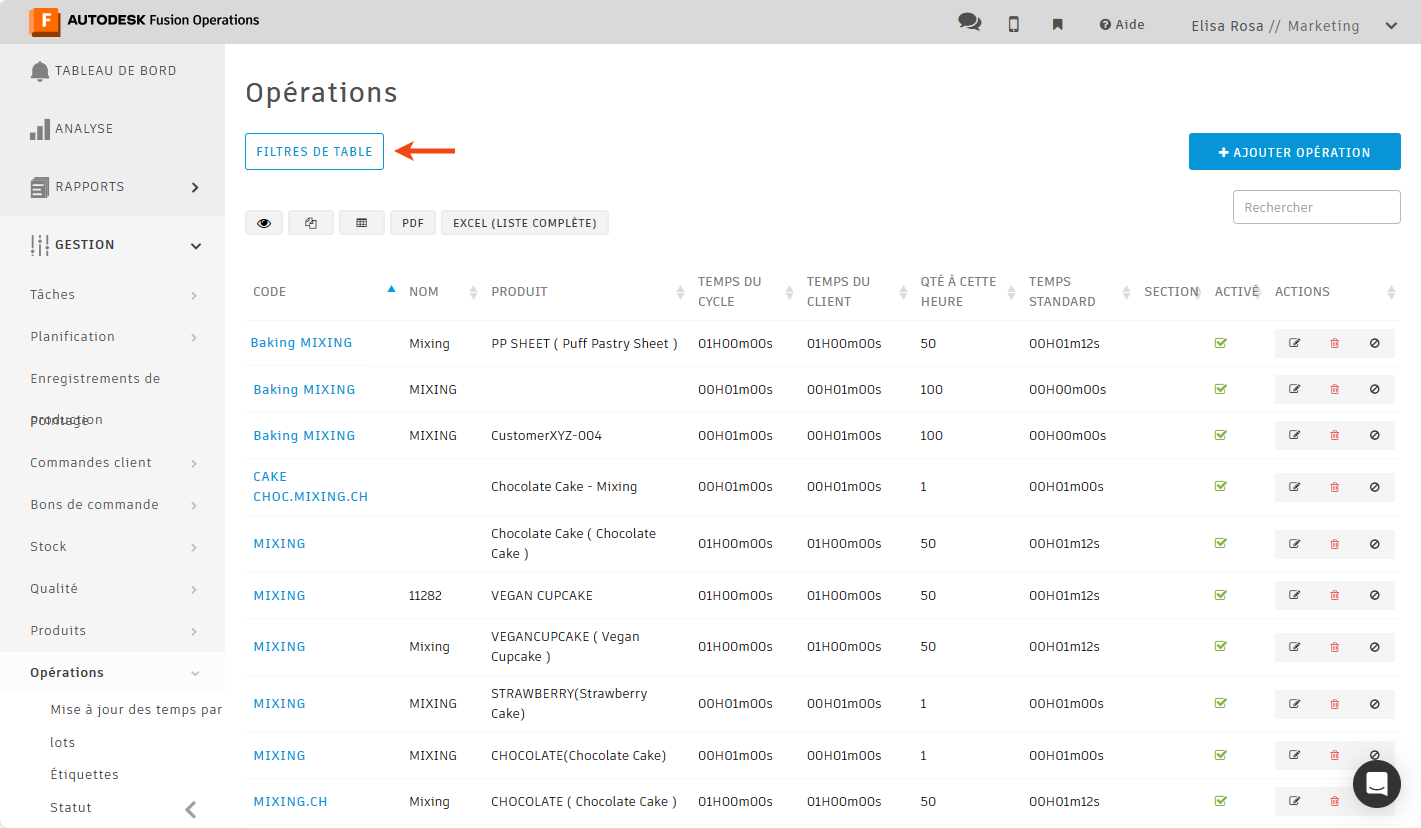 F AUTODESK Fusion Operations
Aide
Elisa Rosa // Marketing
TABLEAU DE BORD
ANALYSE
RAPPORTS
GESTION
Tâches
Planification
Enregistrements de
production
Pointage
Commandes client
Bons de commande
Stock
Qualité
Produits
Opérations
Mise à jour des temps par
lots
Étiquettes
Statut
Opérations
FILTRES DE TABLE
+ AJOUTER OPÉRATION
Rechercher
PDF EXCEL (LISTE COMPLÈTE)
CODE NOM PRODUIT TEMPS DU CYCLE TEMPS DU CLIENT QTÉ À CETTE HEURE TEMPS STANDARD SECTION ACTIVÉ ACTIONS
Baking MIXING Mixing PP SHEET ( Puff Pastry Sheet ) 01H00m00s 01H00m00s 50 00H01m12s
Baking MIXING MIXING 00H01m00s 00H01m00s 100 00H00m00s
Baking MIXING MIXING CustomerXYZ-004 00H01m00s 00H01m00s 100 00H00m00s
CAKE
CHOC.MIXING.CH Chocolate Cake - Mixing 00H01m00s 00H01m00s 1 00H01m00s
MIXING Chocolate Cake ( Chocolate
Cake ) 01H00m00s 01H00m00s 50 00H01m12s
MIXING 11282 VEGAN CUPCAKE 01H00m00s 01H00m00s 50 00H01m12s
MIXING Mixing VEGANCUPCAKE ( Vegan
Cupcake ) 01H00m00s 01H00m00s 50 00H01m12s
MIXING MIXING STRAWBERRY(Strawberry
Cake) 00H01m00s 00H01m00s 1 00H01m00s
MIXING MIXING CHOCOLATE(Chocolate Cake) 00H01m00s 00H01m00s 1 00H01m00s
MIXING.CH Mixing CHOCOLATE ( Chocolate Cake ) 01H00m00s 01H00m00s 50 00H01m12s